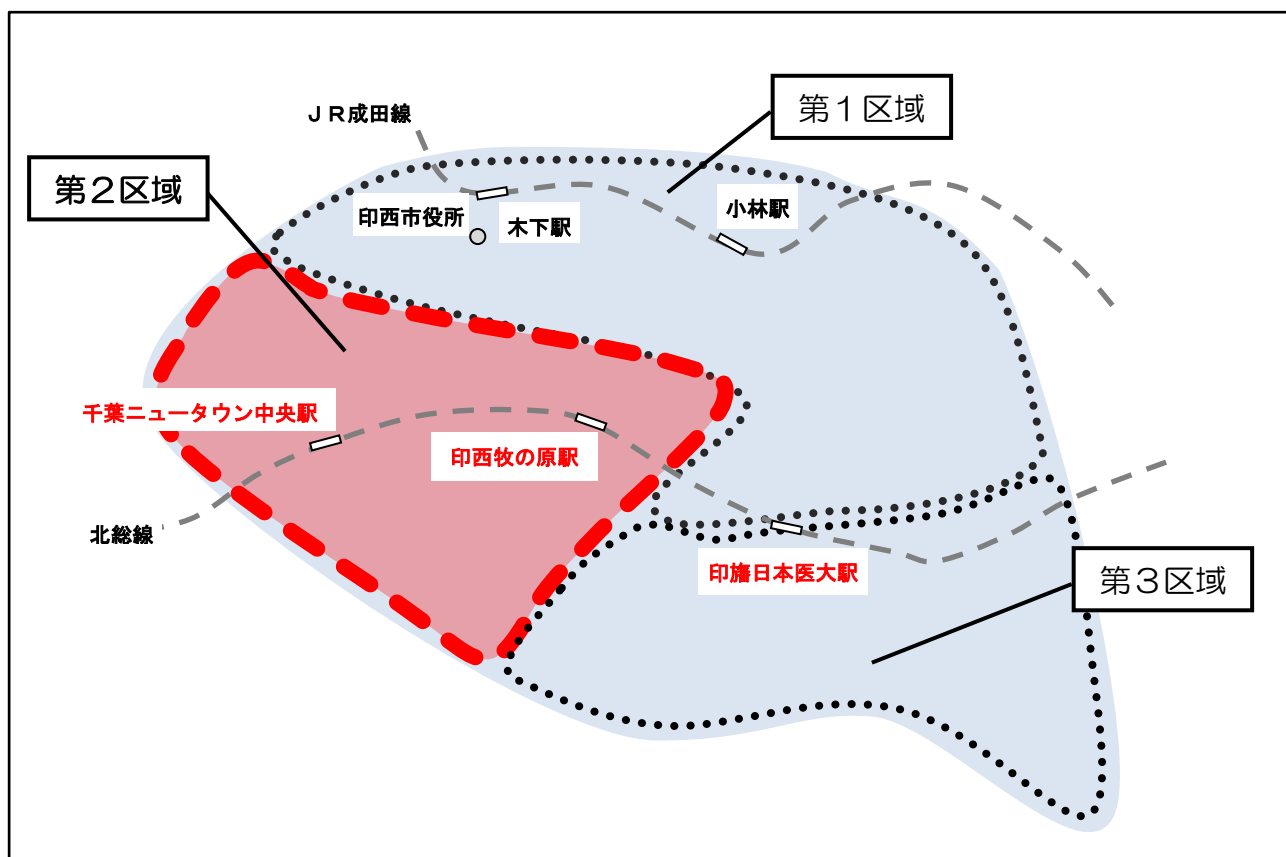 第１区域
ＪＲ成田線
第２区域
小林駅
印西市役所
木下駅
千葉ニュータウン中央駅
印西牧の原駅
北総線
印旛日本医大駅
第３区域